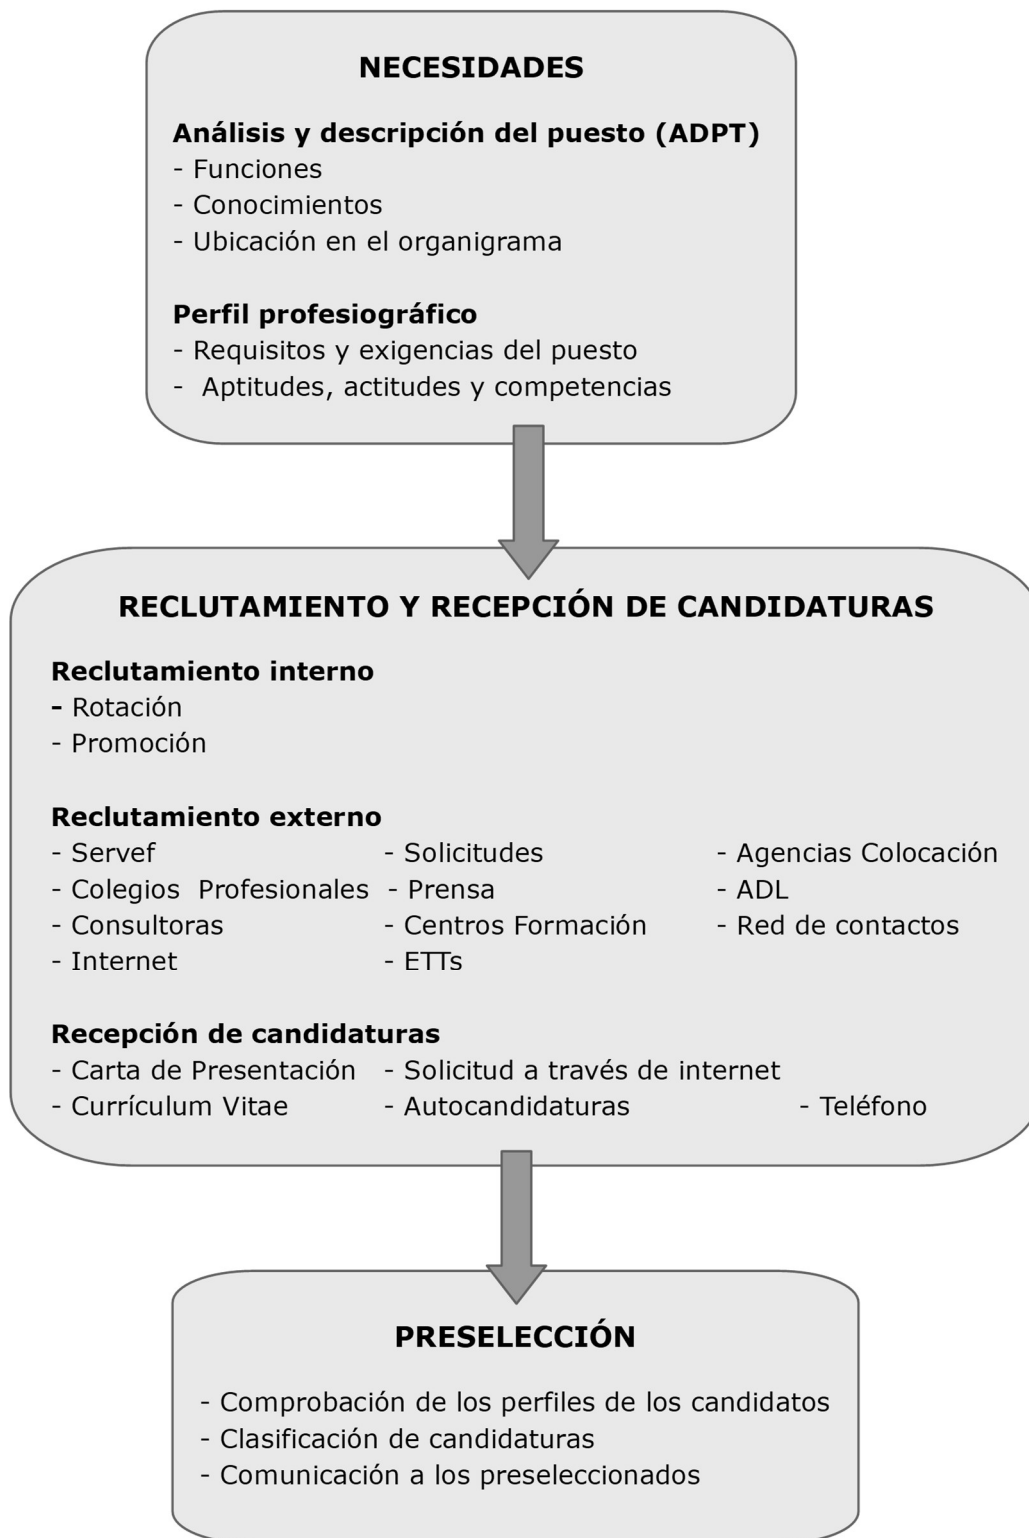 NECESIDADES
Análisis y descripción del puesto (ADPT)
- Funciones
- Conocimientos
- Ubicación en el organigrama
Perfil profesiográfico
- Requisitos y exigencias del puesto
- Aptitudes, actitudes y competencias
RECLUTAMIENTO Y RECEPCIÓN DE CANDIDATURAS
Reclutamiento interno
- Rotación
- Promoción
Reclutamiento externo
- Servef - Solicitudes - Agencias Colocación
- Colegios Profesionales - Prensa - ADL
- Consultoras - Centros Formación - Red de contactos
- Internet - ETTs
Recepción de candidaturas
- Carta de Presentación - Solicitud a través de internet
- Currículum Vitae - Autocandidaturas - Teléfono
PRESELECCIÓN
- Comprobación de los perfiles de los candidatos
- Clasificación de candidaturas
- Comunicación a los preseleccionados